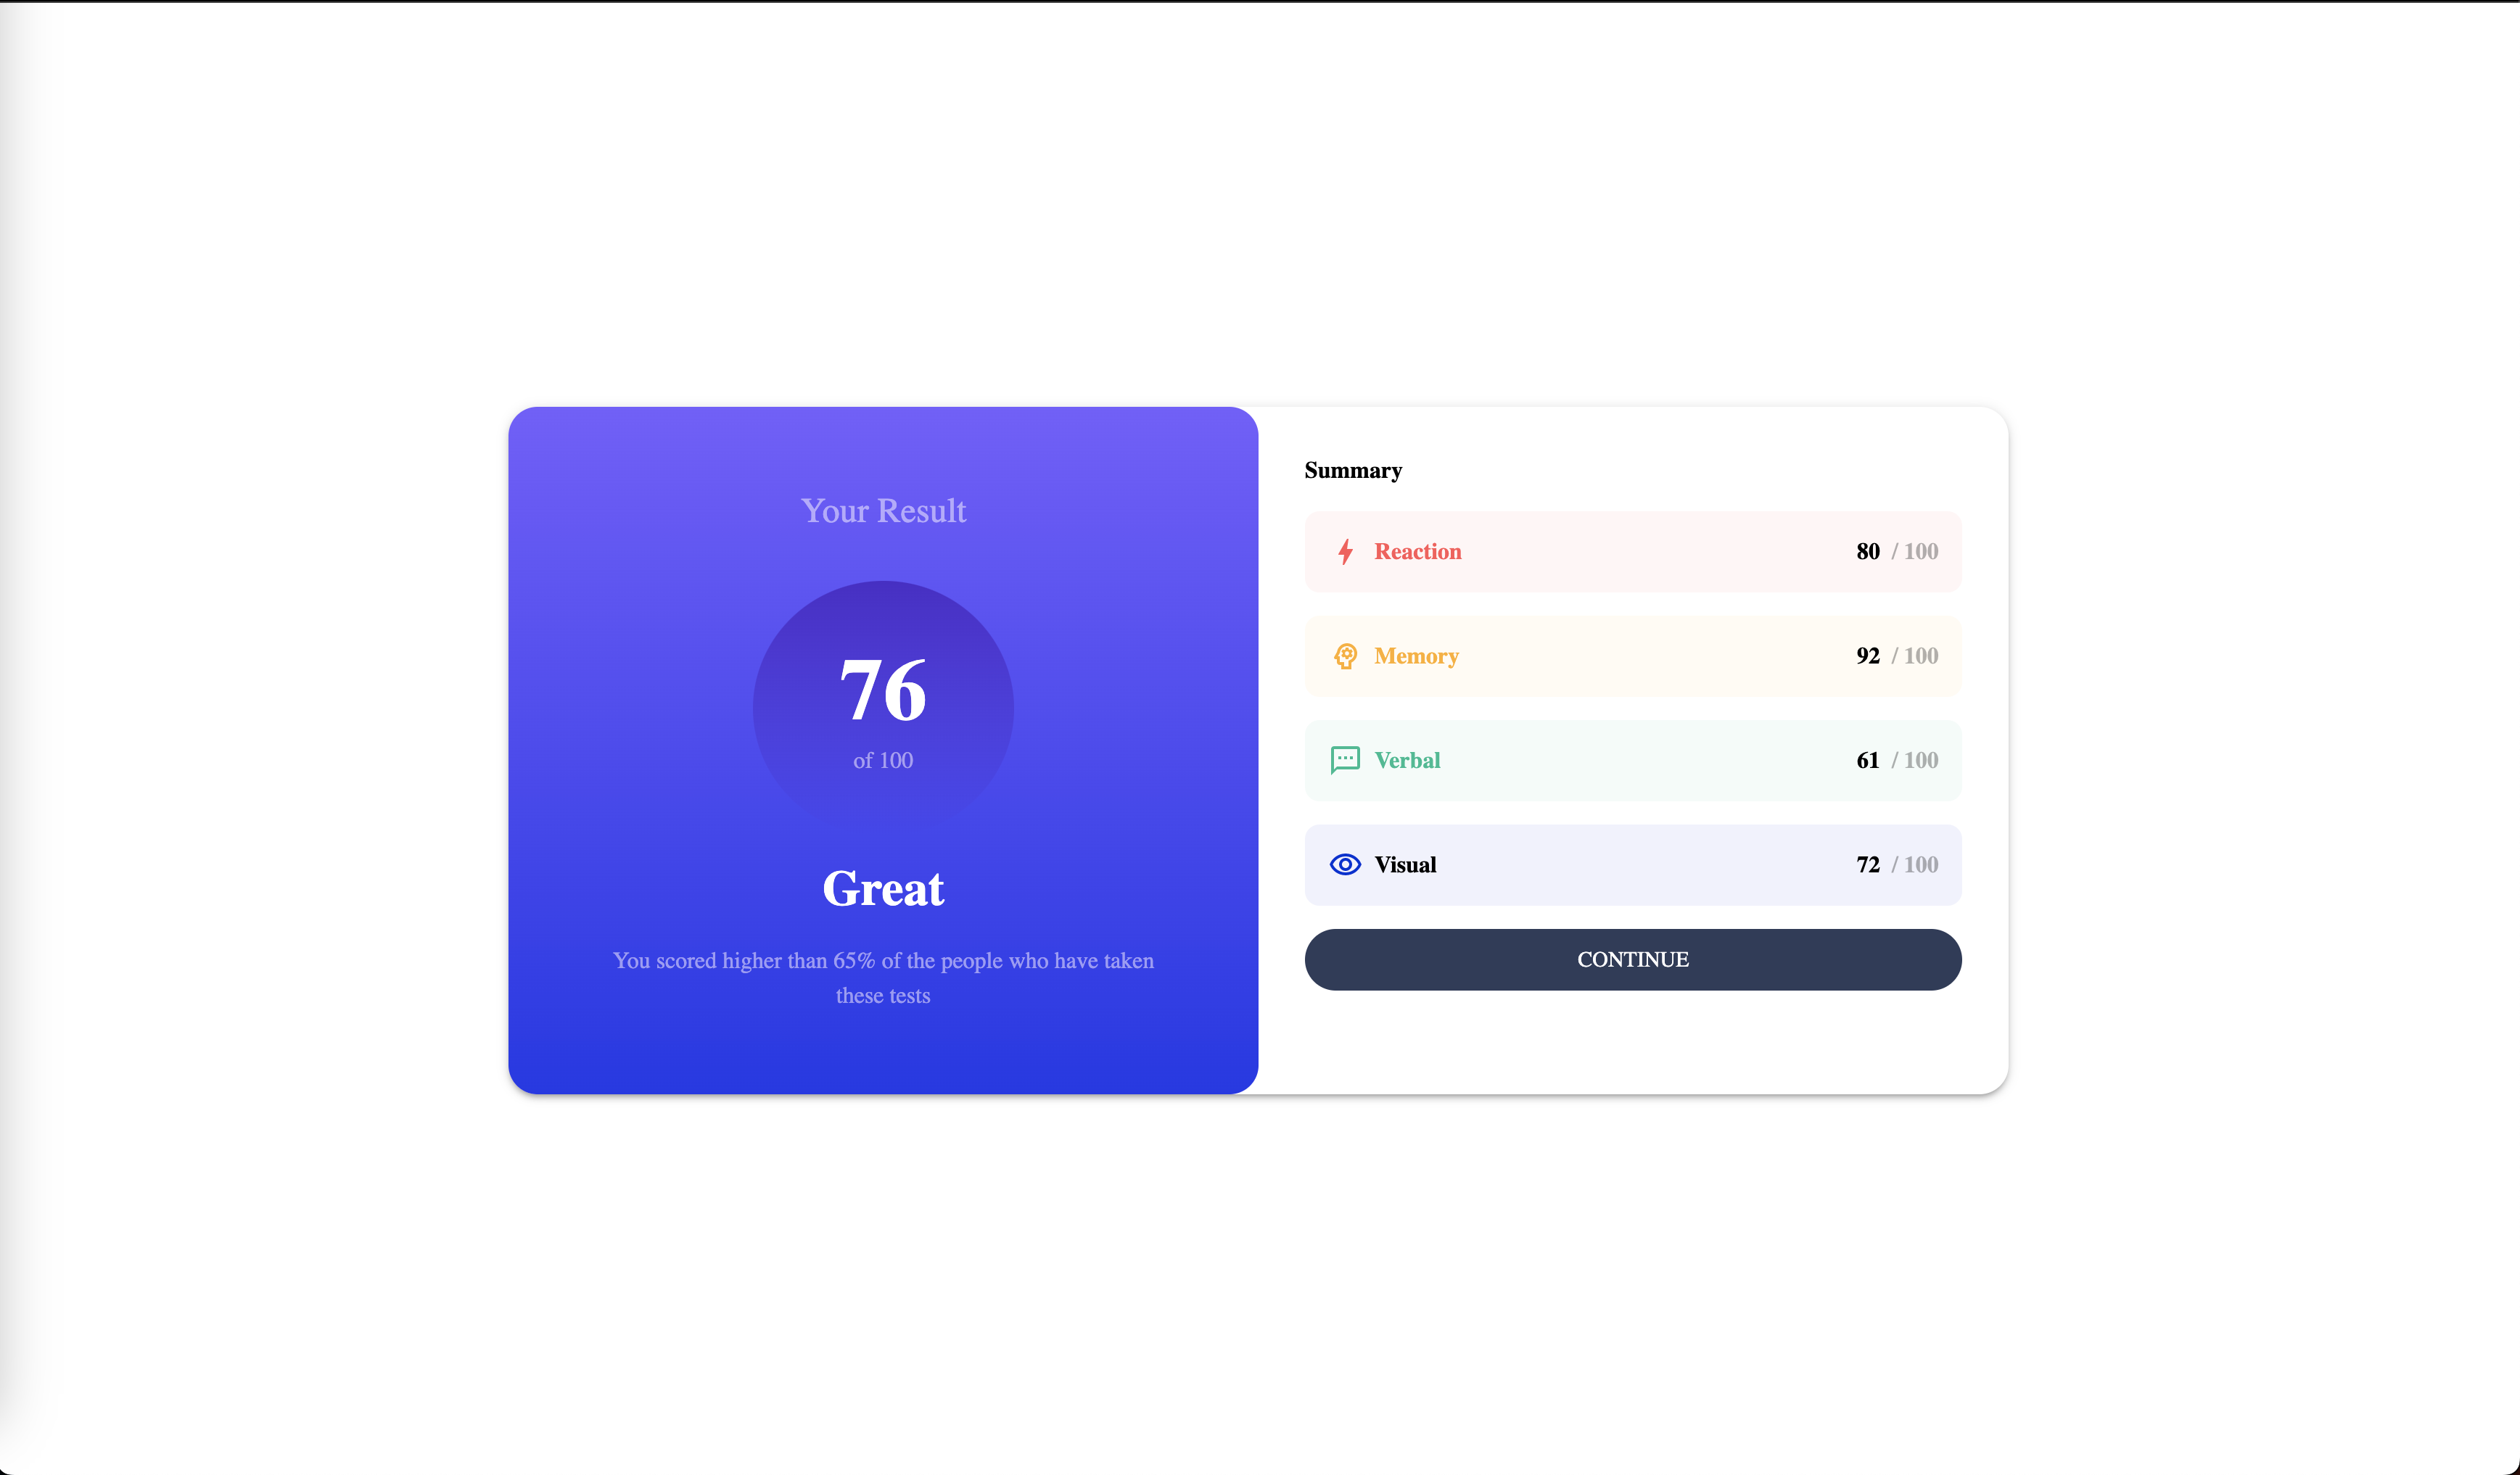 Your Result
76
of 100
Great
You scored higher than 65% of the people who have taken
these tests
Summary
Reaction 80 / 100
Memory 92 / 100
Verbal 61 / 100
Visual 72 / 100
CONTINUE